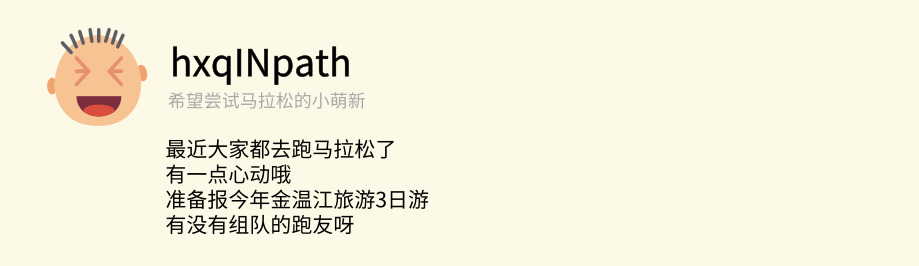 hxqINpath
希望尝试马拉松的小萌新
最近大家都去跑马拉松了
有一点心动哦
准备报今年金温江旅游3日游
有没有组队的跑友呀